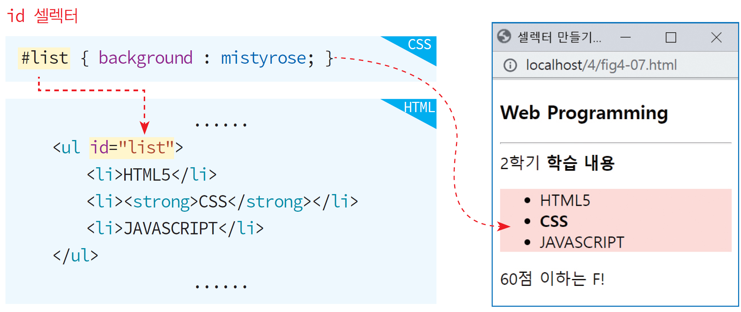 id 셀렉터
CSS
#list { background : mistyrose; }
HTML
......
<ul id="list">
<li>HTML5</li>
<li><strong>CSS</strong></li>
<li>JAVASCRIPT</li>
</ul>
......
셀렉터 만들기...
localhost/4/fig4-07.html
Web Programming
2학기 학습 내용
HTML5
CSS
JAVASCRIPT
60점 이하는 F!